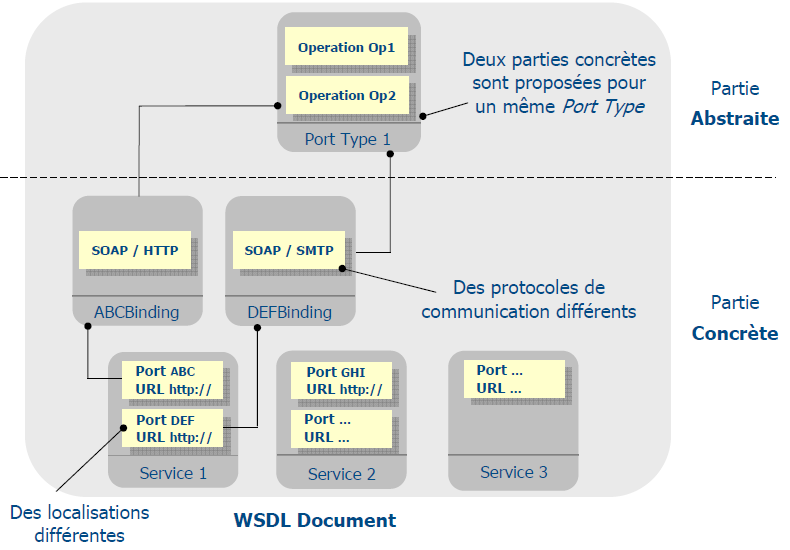 Operation Op1
Operation Op2
Port Type 1
Deux parties concrètes
sont proposées pour
un même Port Type
Partie
Abstraite
SOAP / HTTP
ABCBinding
SOAP / SMTP
DEFBinding
Des protocoles de
communication différents
Partie
Concrète
Port ABC
URL http://
Port DEF
URL http://
Service 1
Port GHI
URL http://
Port ...
URL ...
Service 2
Port ...
URL ...
Service 3
Des localisations
différentes
WSDL Document